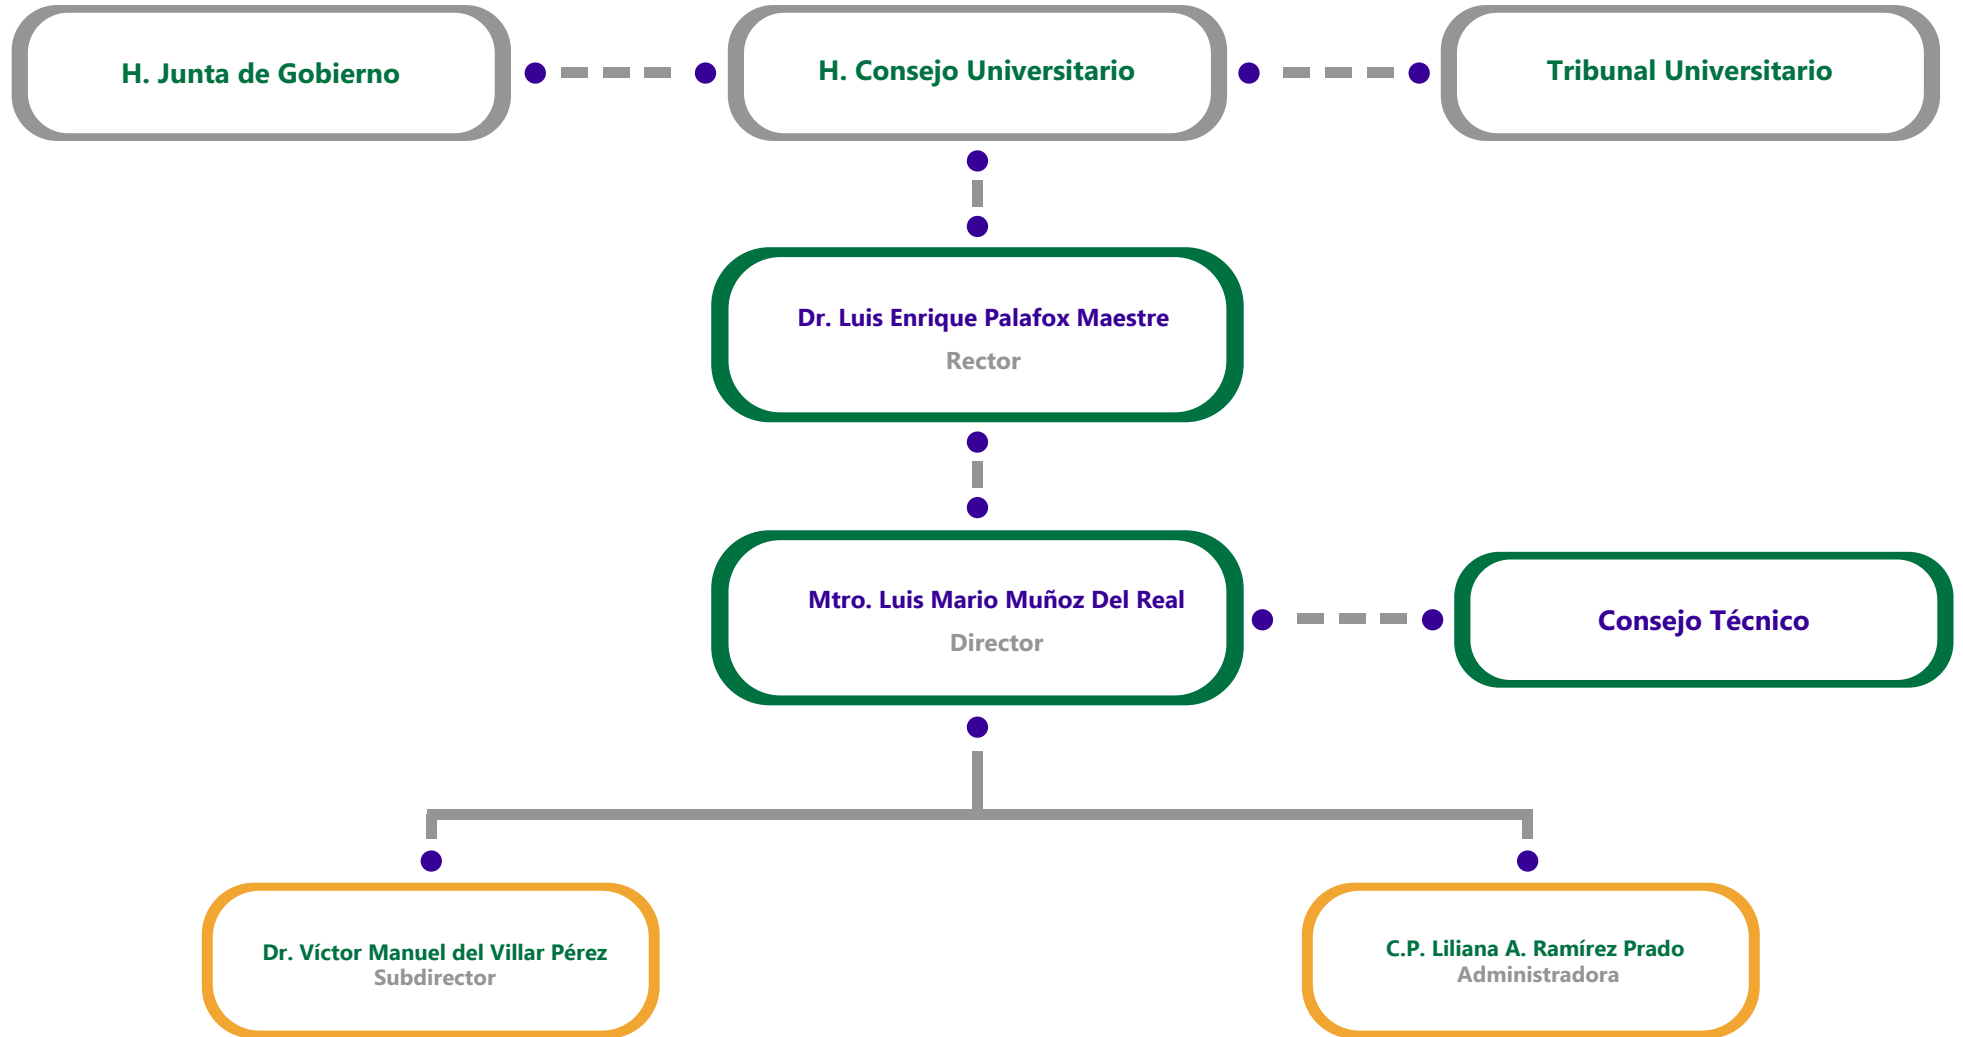 H. Junta de Gobierno
H. Consejo Universitario
Tribunal Universitario
Dr. Luis Enrique Palafox Maestre
Rector
Mtro. Luis Mario Muñoz Del Real
Director
Consejo Técnico
Dr. Víctor Manuel del Villar Pérez
Subdirector
C.P. Liliana A. Ramírez Prado
Administradora